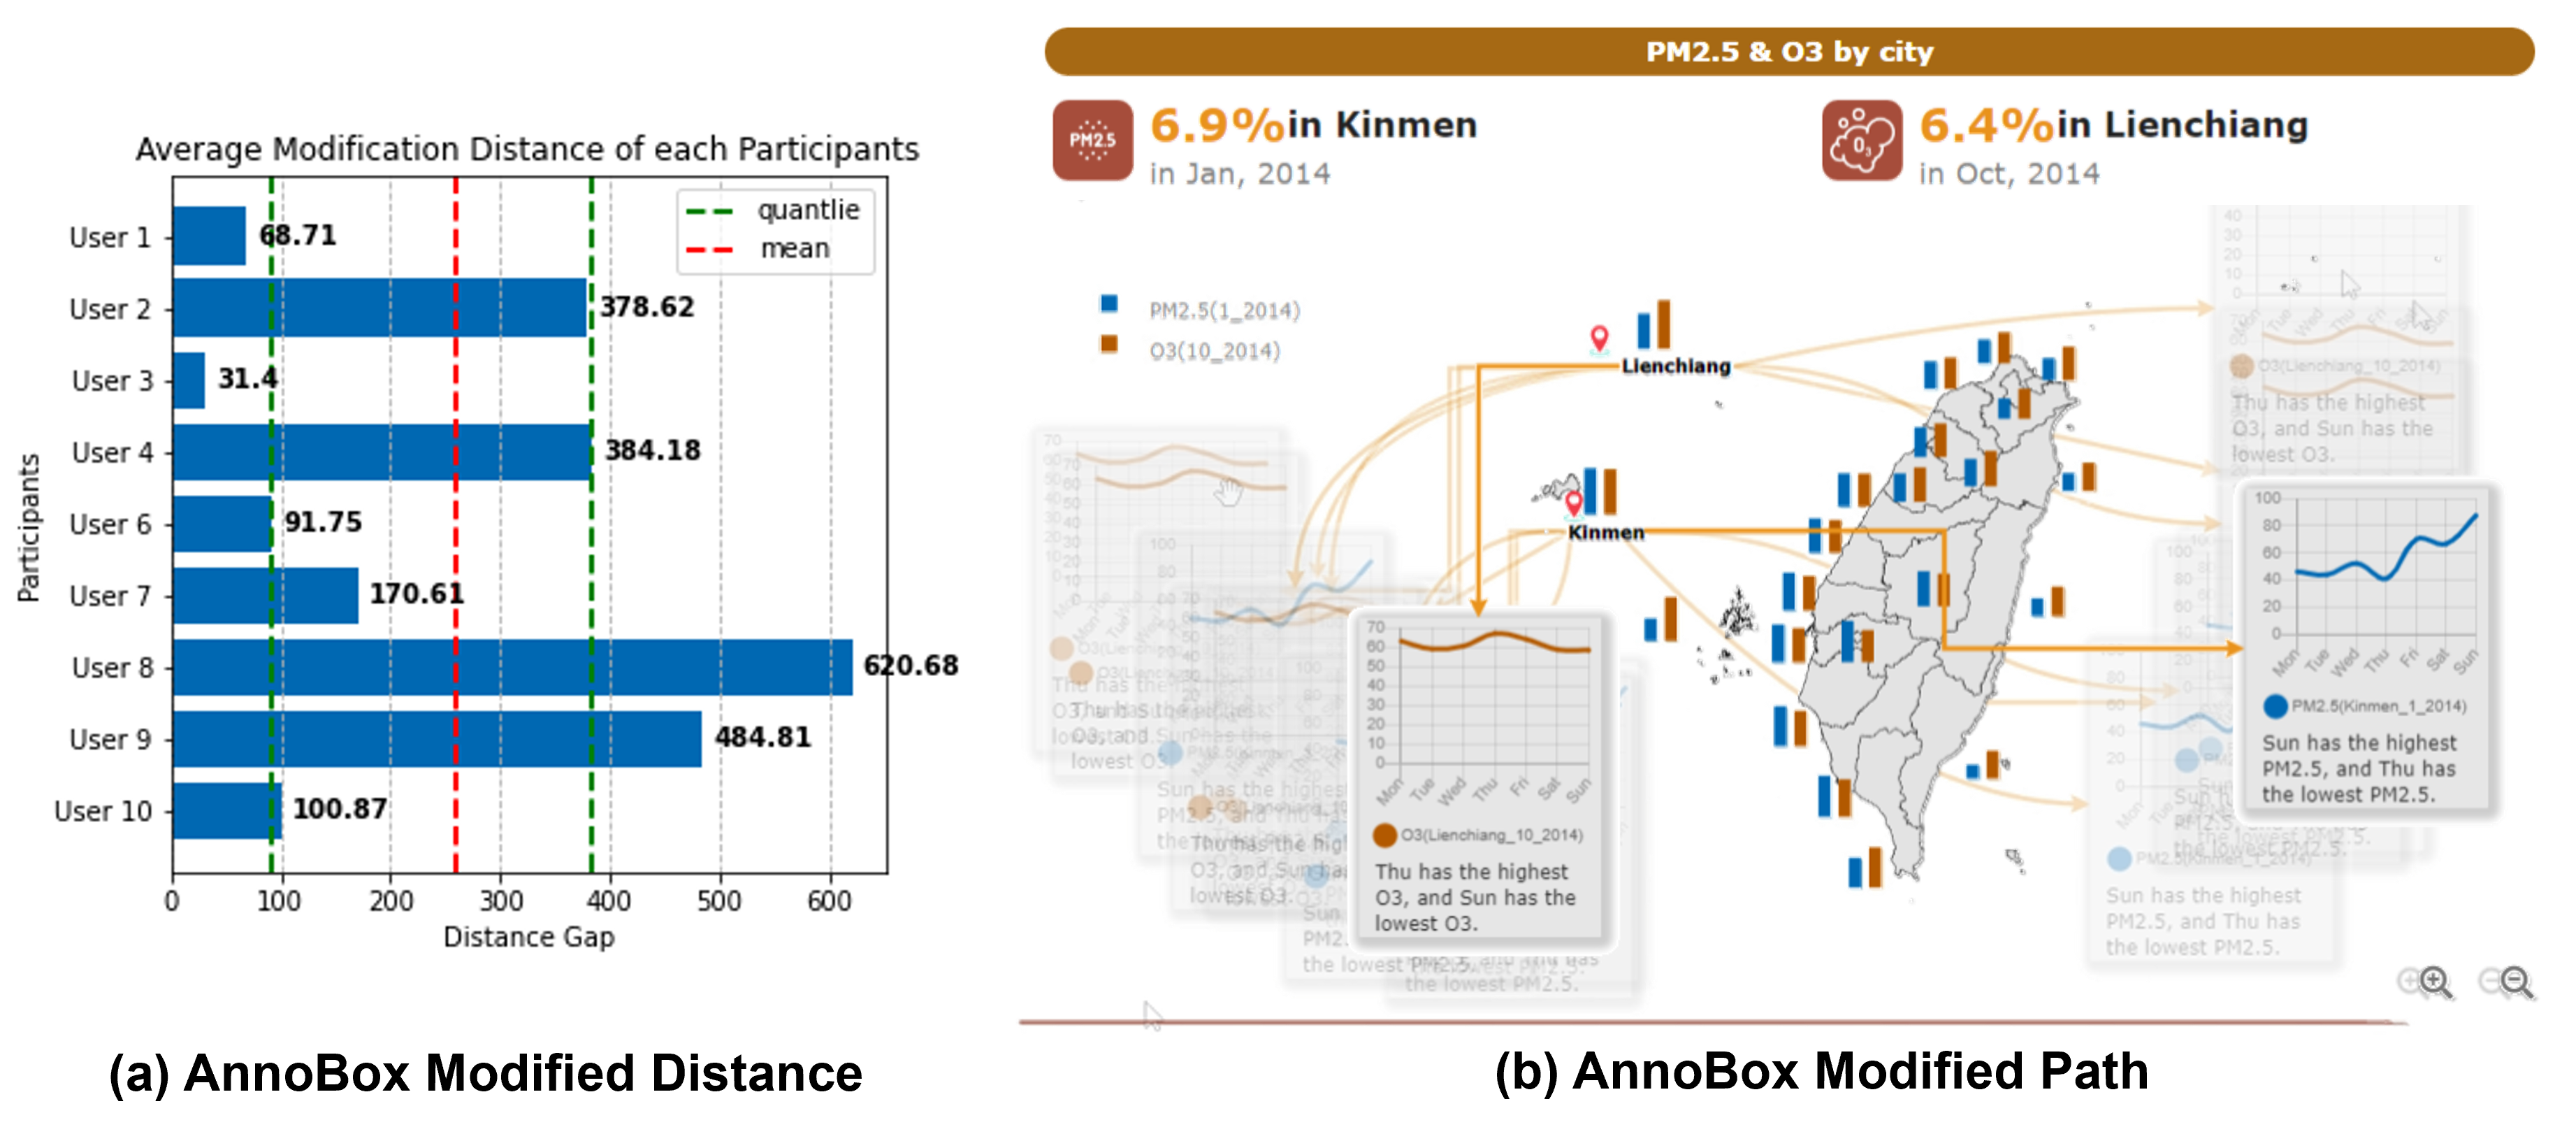 Average Modification Distance of each Participants
quantlie
mean
User 1
68.71
User 2
378.62
User 3
31.4
User 4
384.18
User 6
91.75
User 7
170.61
User 8
620.68
User 9
484.81
User 10
100.87
Participants
0 100 200 300 400 500 600
Distance Gap
(a) AnnoBox Modified Distance
PM2.5 & O3 by city
PM2.5
6.9% in Kinmen
in Jan, 2014
O3
6.4% in Lienchiang
in Oct, 2014
PM2.5(1_2014)
O3(10_2014)
Lienchiang
Kinmen
70
60
50
40
30
20
10
0
Mon Tue Wed Thu Fri Sat Sun
O3(Lienchiang_10_2014)
Thu has the highest
O3, and Sun has the
lowest O3.
40
30
20
10
0
O3(Lienchiang_10_2014)
Thu has the highest
O3, and Sun has the
lowest O3.
100
80
60
40
20
0
Mon Tue Wed Thu Fri Sat Sun
PM2.5(Kinmen_1_2014)
Sun has the highest
PM2.5, and Thu has
the lowest PM2.5.
PM2.5(Kinmen_1_2014)
Sun has the highest
PM2.5, and Thu has
the lowest PM2.5.
(b) AnnoBox Modified Path